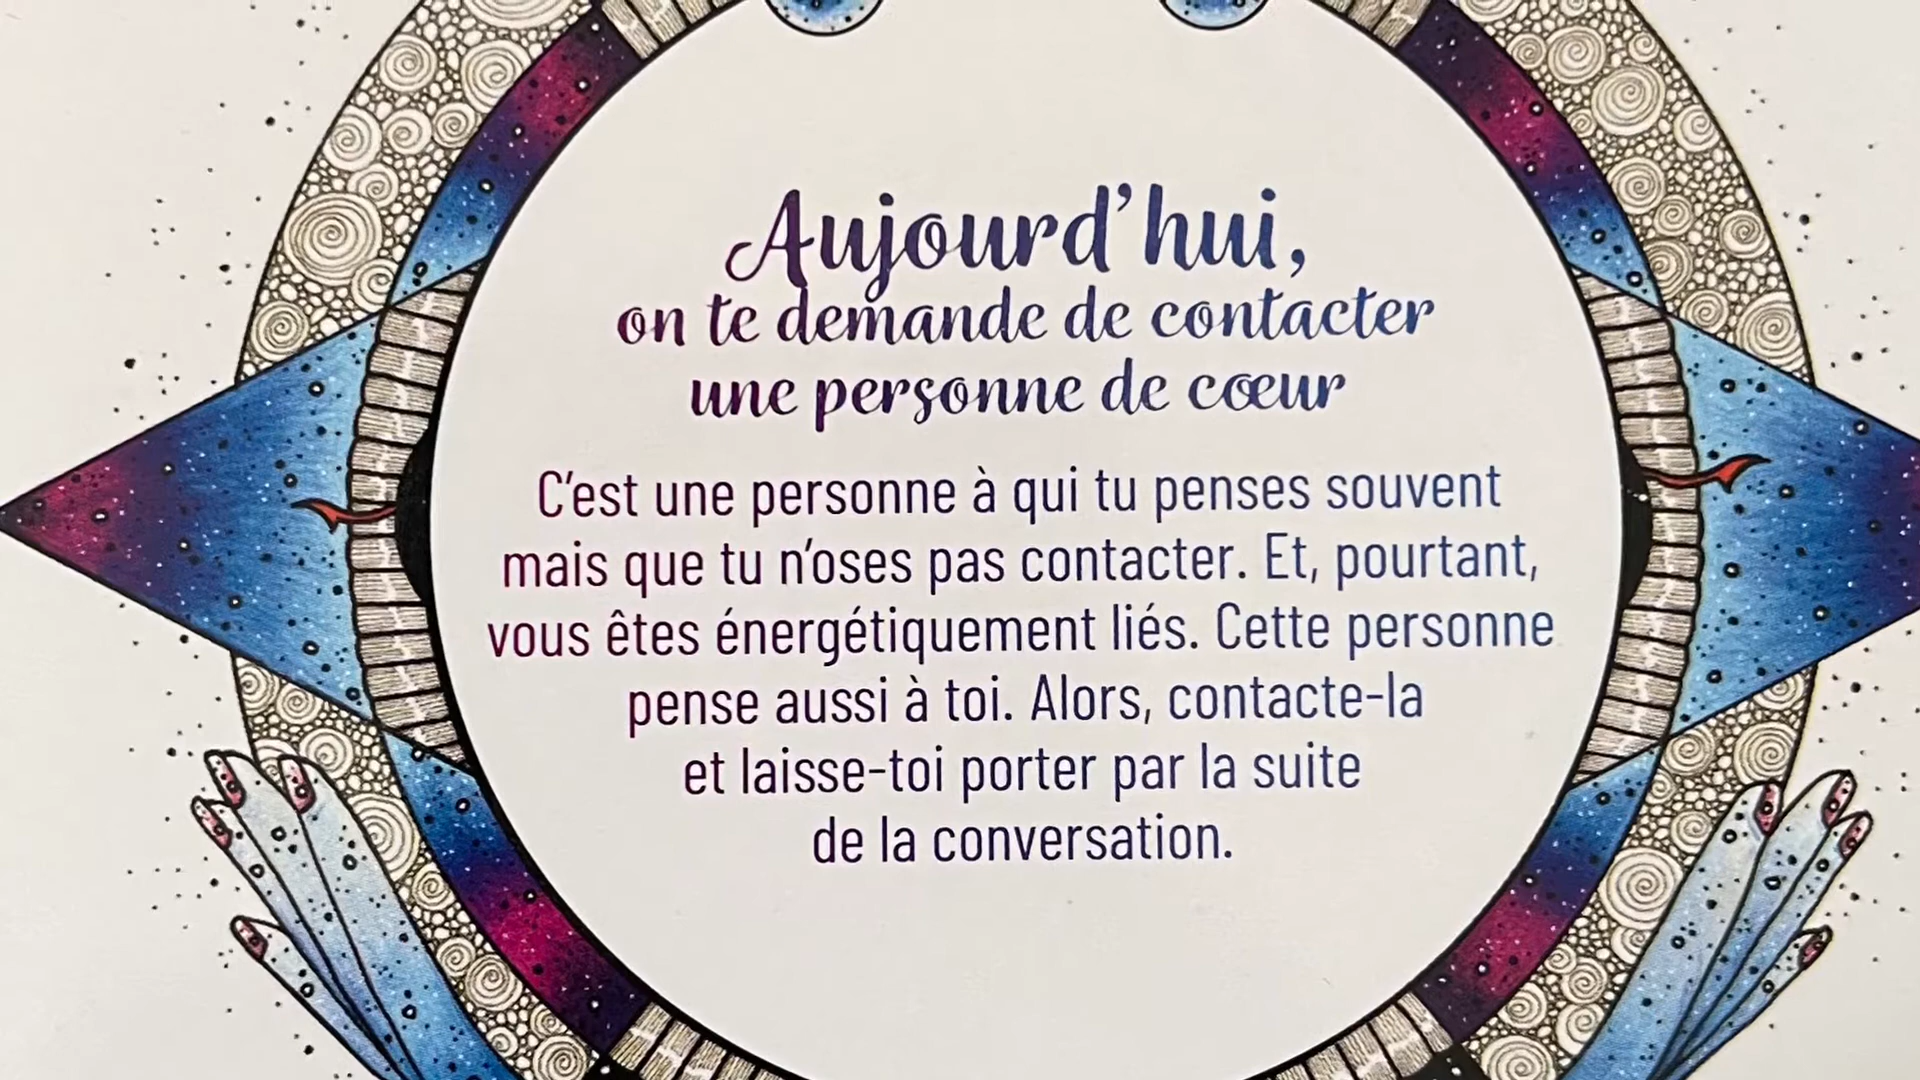 Aujourd'hui,
on te demande de contacter
une personne de cœur
C'est une personne à qui tu penses souvent
mais que tu n'oses pas contacter. Et, pourtant,
vous êtes énergétiquement liés. Cette personne
pense aussi à toi. Alors, contacte-la
et laisse-toi porter par la suite
de la conversation.